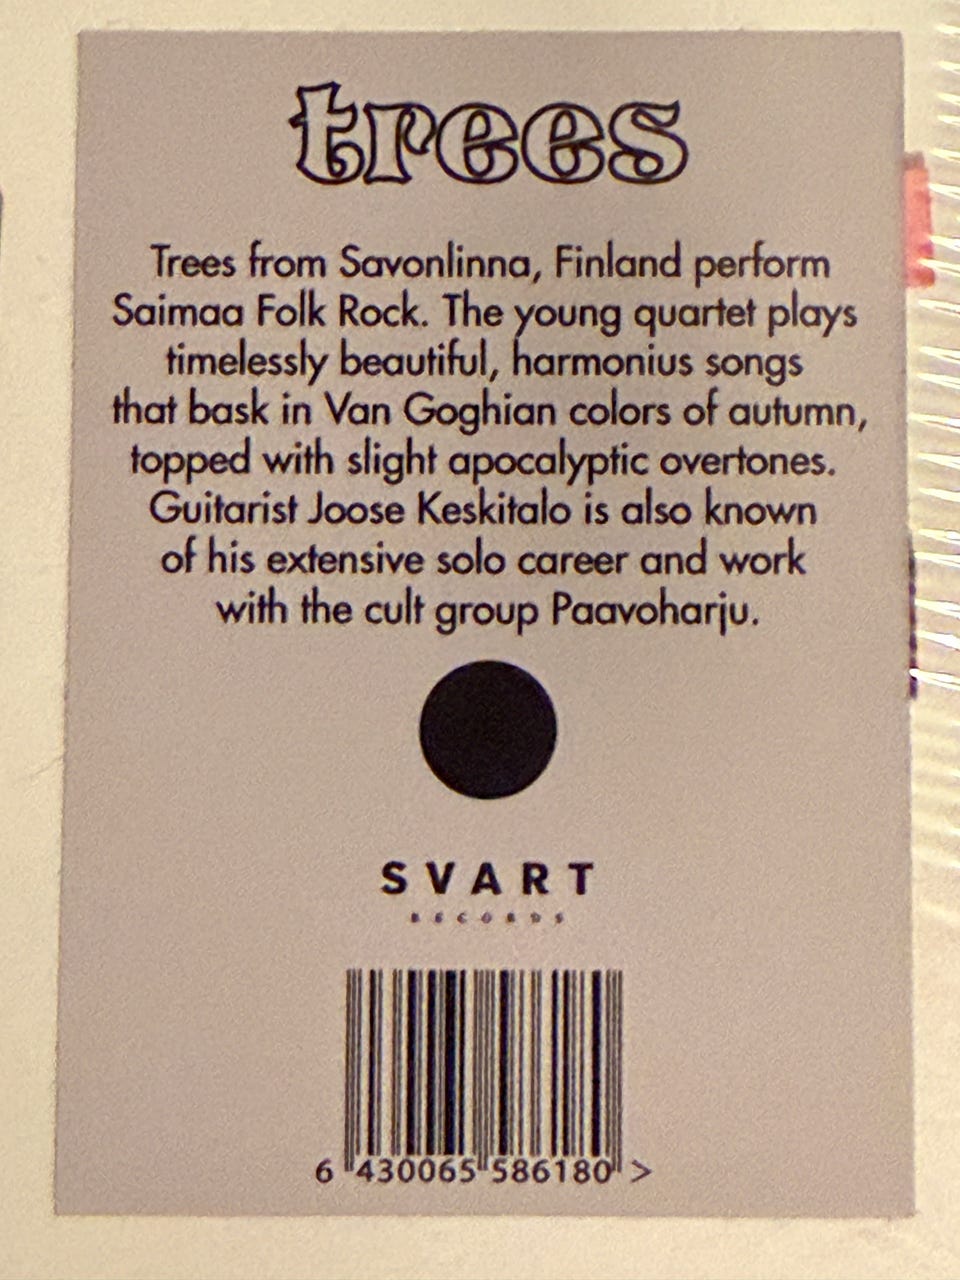 trees
Trees from Savonlinna, Finland perform
Saimaa Folk Rock. The young quartet plays
timelessly beautiful, harmonius songs
that bask in Van Goghian colors of autumn,
topped with slight apocalyptic overtones.
Guitarist Joose Keskitalo is also known
of his extensive solo career and work
with the cult group Paavoharju.
SVART
RECORDS
6 430065 586180 >